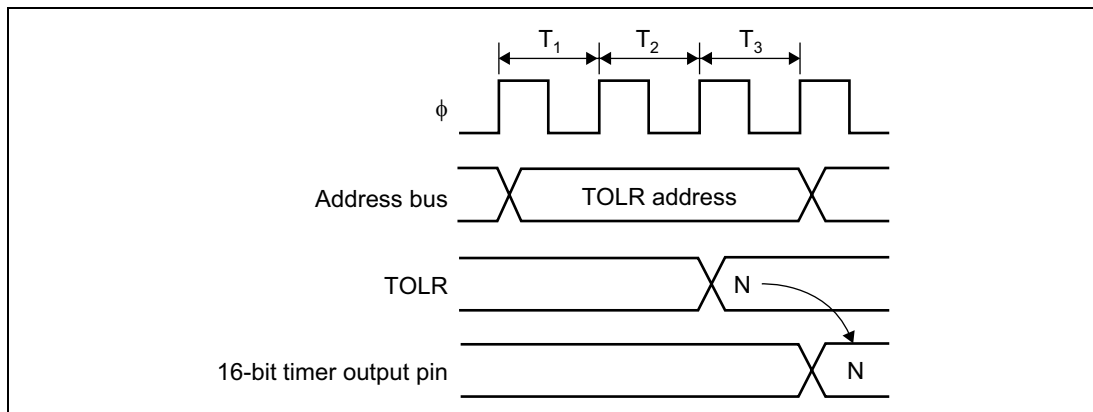 T₁ T₂ T₃
ϕ
Address bus TOLR address
TOLR N
16-bit timer output pin N